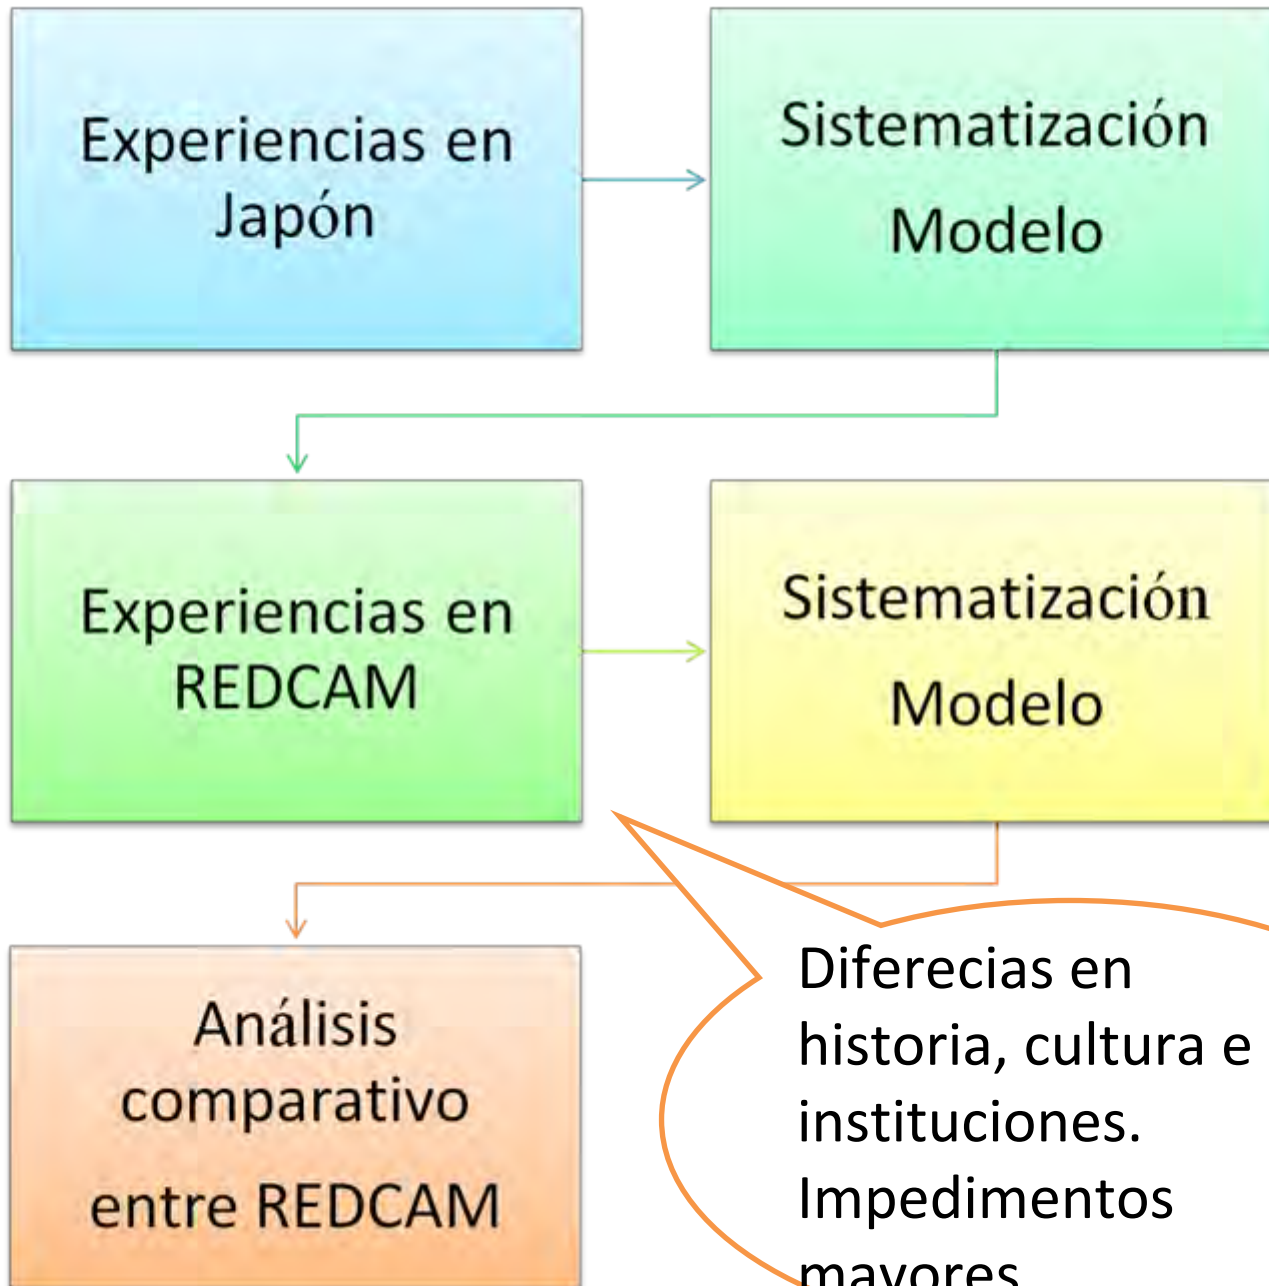 Experiencias en
Japón
Sistematización
Modelo
Experiencias en
REDCAM
Sistematización
Modelo
Análisis
comparativo
entre REDCAM
Diferecias en
historia, cultura e
instituciones.
Impedimentos
mayores